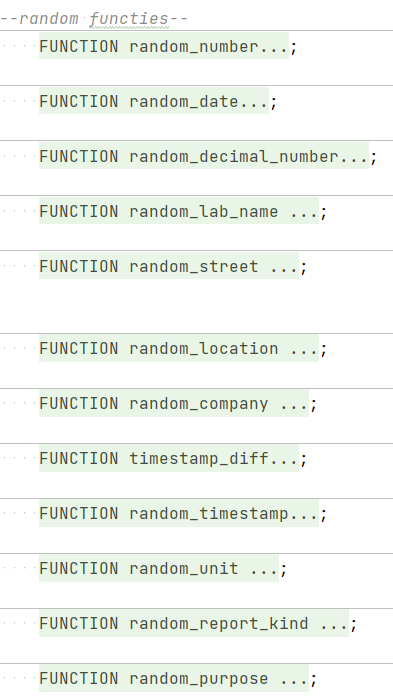 --random functies--
FUNCTION random_number...;
FUNCTION random_date...;
FUNCTION random_decimal_number...;
FUNCTION random_lab_name ...;
FUNCTION random_street ...;
FUNCTION random_location ...;
FUNCTION random_company ...;
FUNCTION timestamp_diff...;
FUNCTION random_timestamp...;
FUNCTION random_unit ...;
FUNCTION random_report_kind ...;
FUNCTION random_purpose ...;